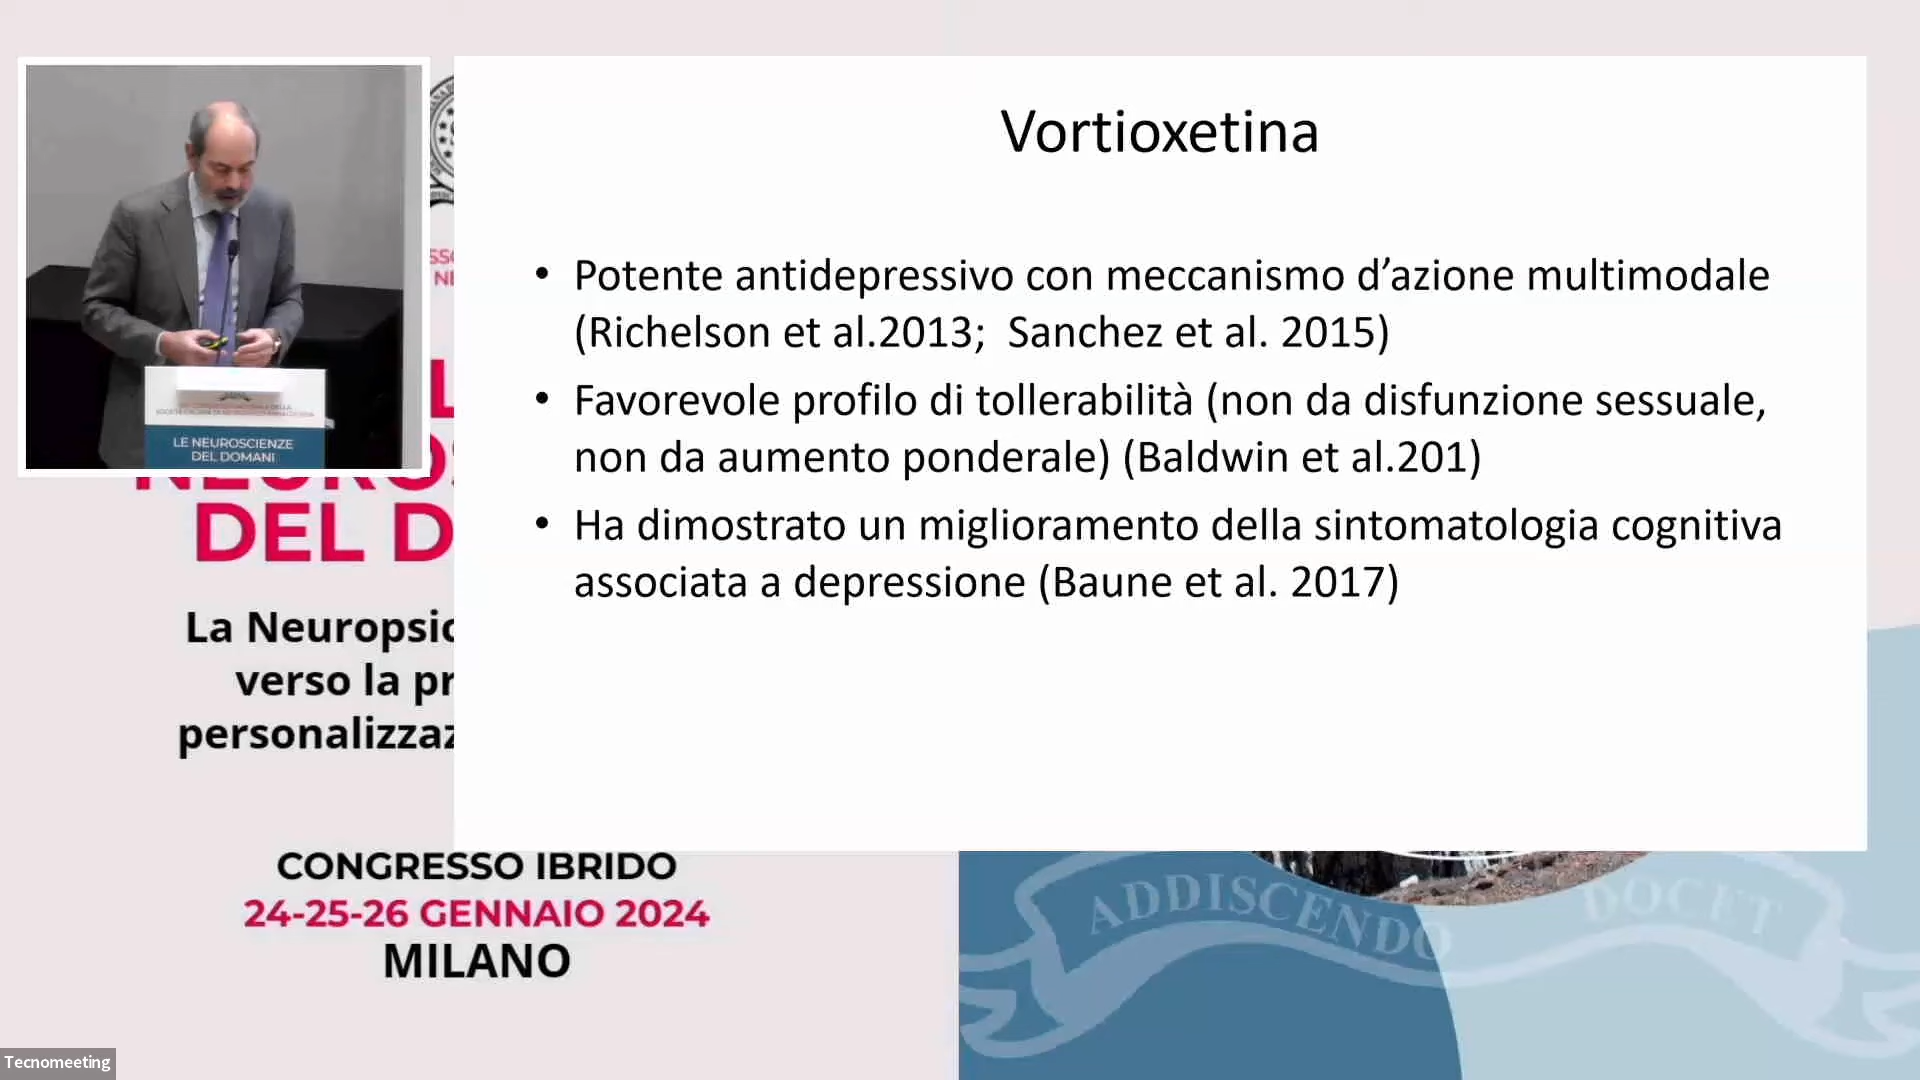 Vortioxetina
• Potente antidepressivo con meccanismo d’azione multimodale
(Richelson et al.2013;  Sanchez et al. 2015)
• Favorevole profilo di tollerabilità (non da disfunzione sessuale,
non da aumento ponderale) (Baldwin et al.201)
• Ha dimostrato un miglioramento della sintomatologia cognitiva
associata a depressione (Baune et al. 2017)
LE NEUROSCIENZE
DEL DOMANI
DEL D
La Neuropsic
verso la pr
personalizzaz
CONGRESSO IBRIDO
24-25-26 GENNAIO 2024
MILANO
ADDISCENDO DOCET
Tecnomeeting